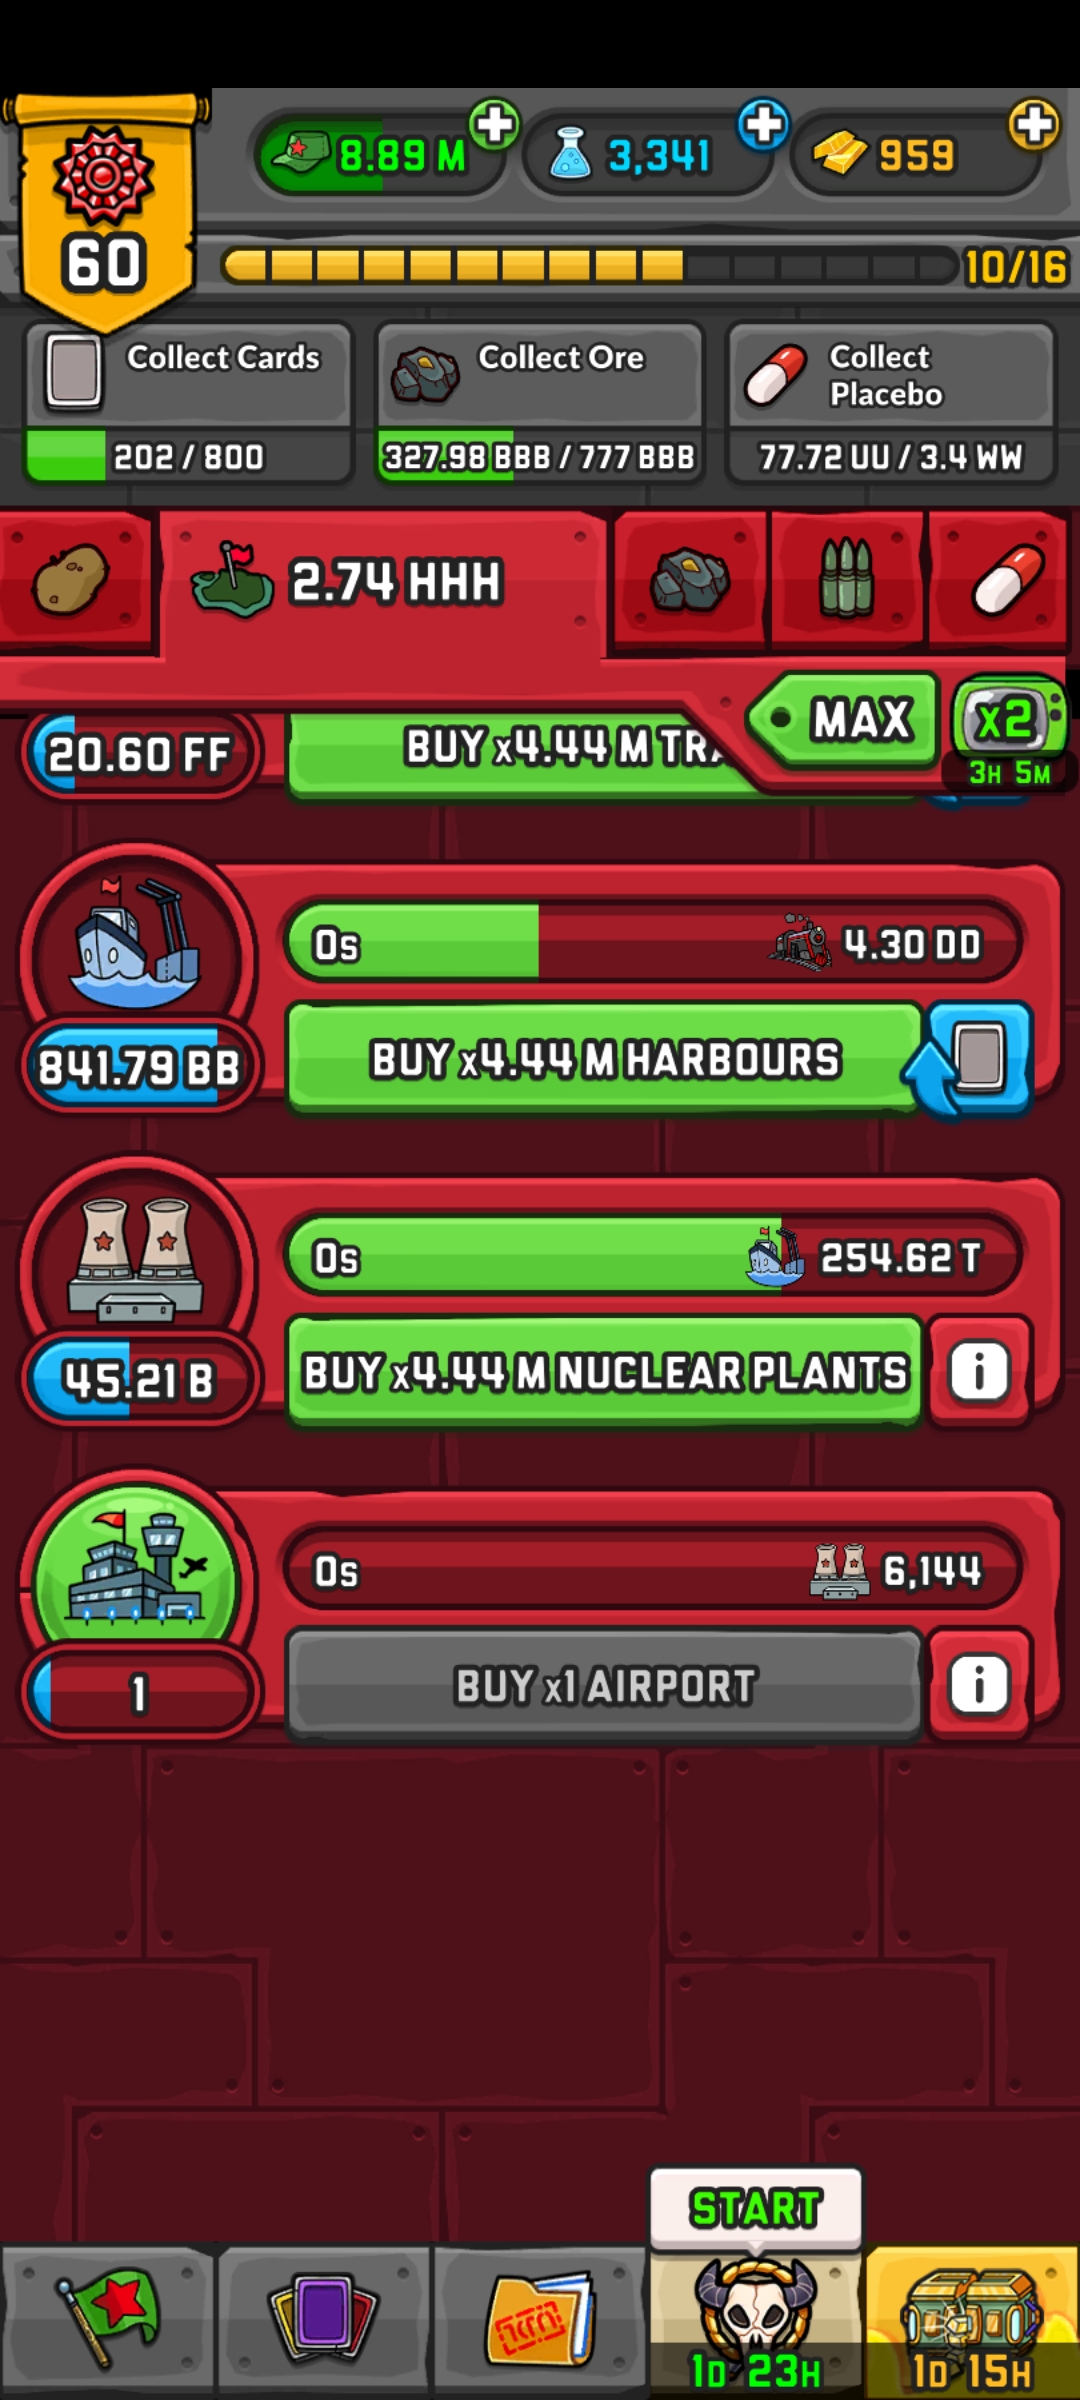 60
8.89 M
3,341
959
10/16
Collect Cards
202 / 800
Collect Ore
327.98 BBB / 777 BBB
Collect
Placebo
77.72 UU / 3.4 WW
2.74 HHH
MAX
x2
3H 5M
20.60 FF
BUY x4.44 M TRA
0s
4.30 DD
841.79 BB
BUY x4.44 M HARBOURS
0s
254.62 T
45.21 B
BUY x4.44 M NUCLEAR PLANTS
i
0s
6,144
1
BUY x1 AIRPORT
i
START
1D 23H
1D 15H